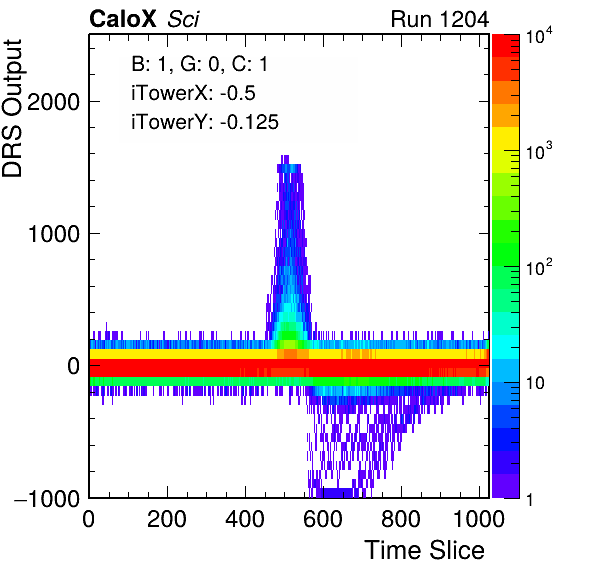 CaloX Sci Run 1204
B: 1, G: 0, C: 1
iTowerX: -0.5
iTowerY: -0.125
DRS Output
2000
1000
0
−1000
0 200 400 600 800 1000
Time Slice
10^4
10^3
10^2
10
1